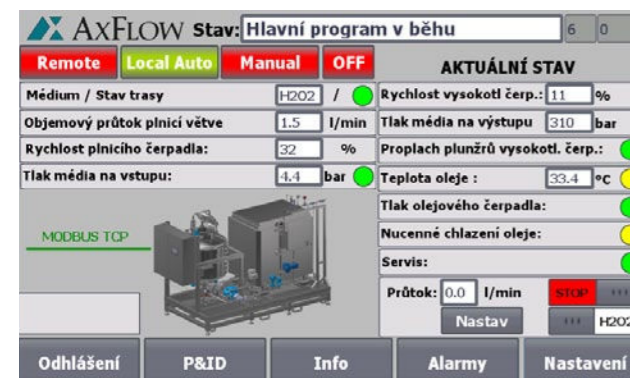 AxFlow Stav: Hlavní program v běhu 6 0
Remote Local Auto Manual OFF
AKTUÁLNÍ STAV
Médium / Stav trasy H2O2 /
Objemový průtok plnicí větve 1.5 l/min
Rychlost plnicího čerpadla: 32 %
Tlak média na vstupu: 4.4 bar
MODBUS TCP
Rychlost vysokotl čerp.: 11 %
Tlak média na výstupu 310 bar
Proplach plunžrů vysokotl. čerp.:
Teplota oleje : 33.4 °C
Tlak olejového čerpadla:
Nucenné chlazení oleje:
Servis:
Průtok: 0.0 l/min STOP
Nastav H2O2
Odhlášení P&ID Info Alarmy Nastavení